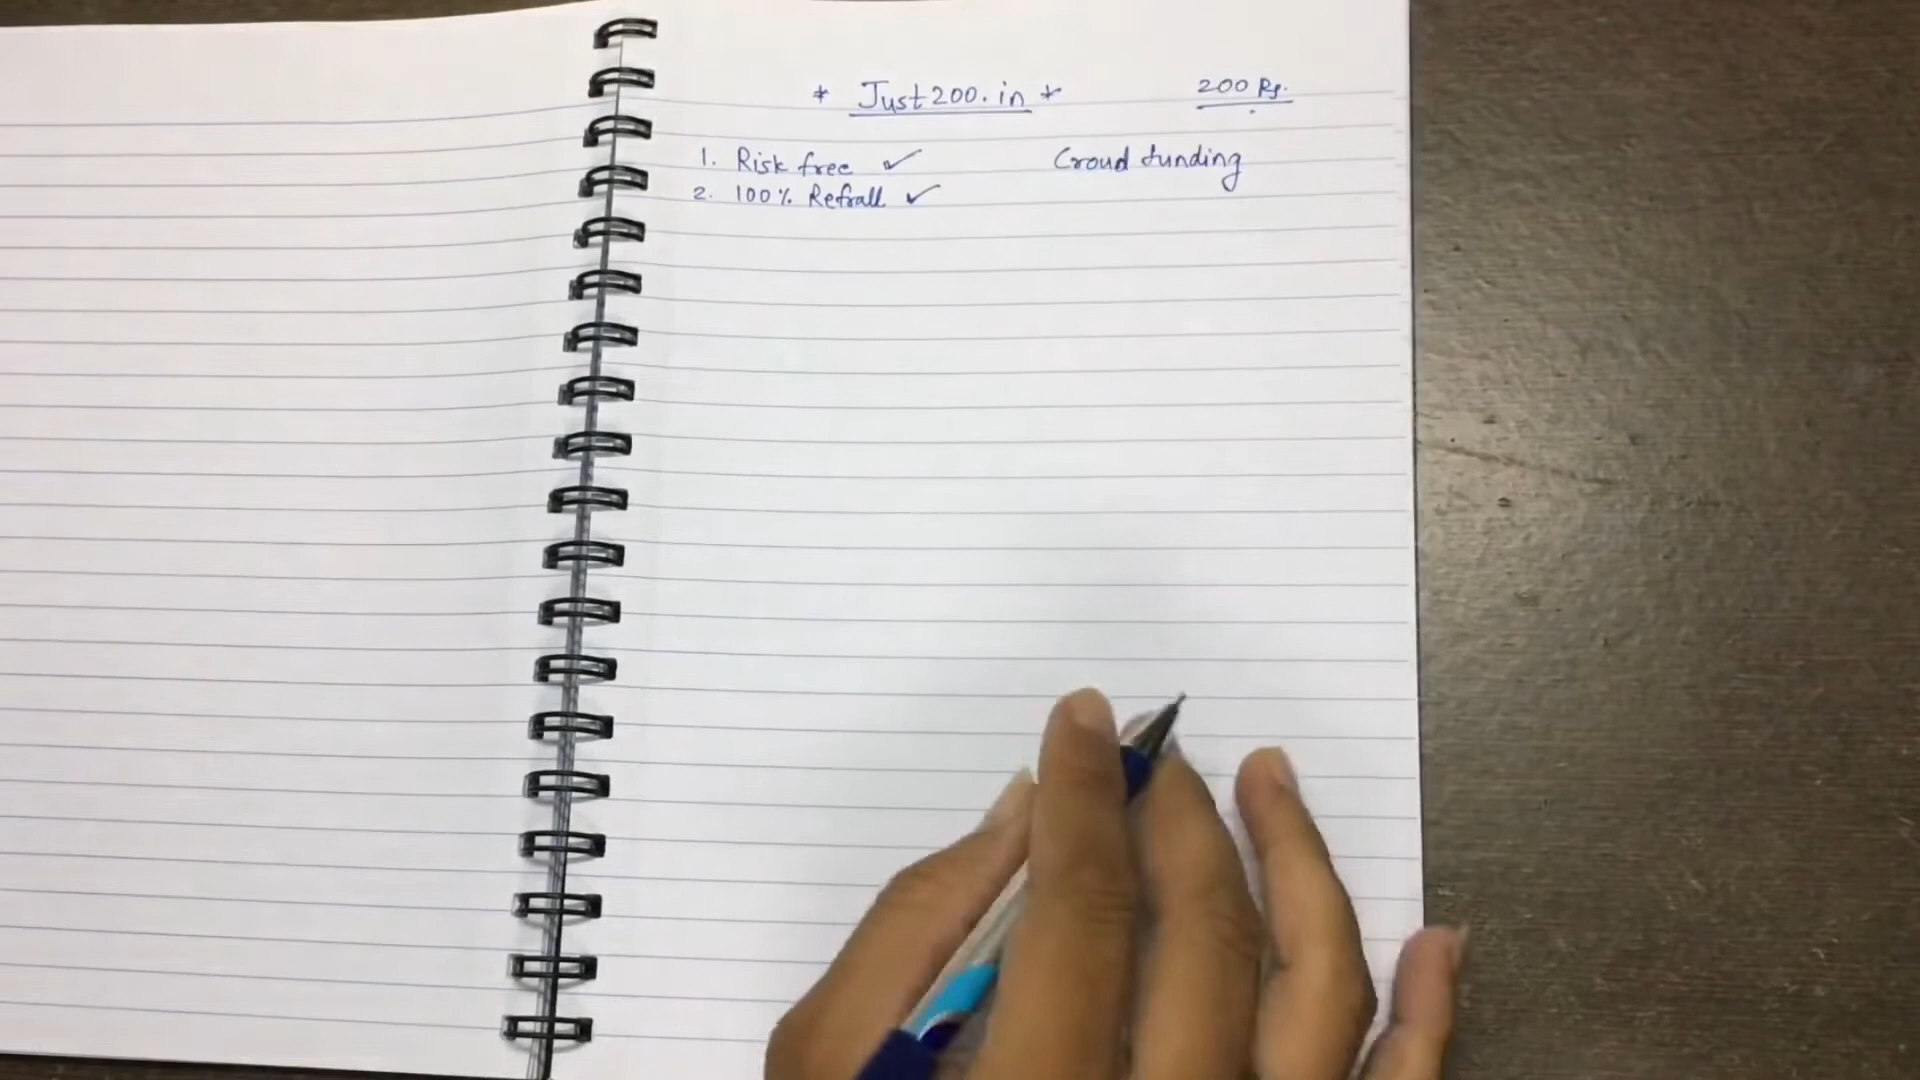 * Just200.in * 200 Rs.
1. Risk free ✓ Croud funding
2. 100% Refrall ✓